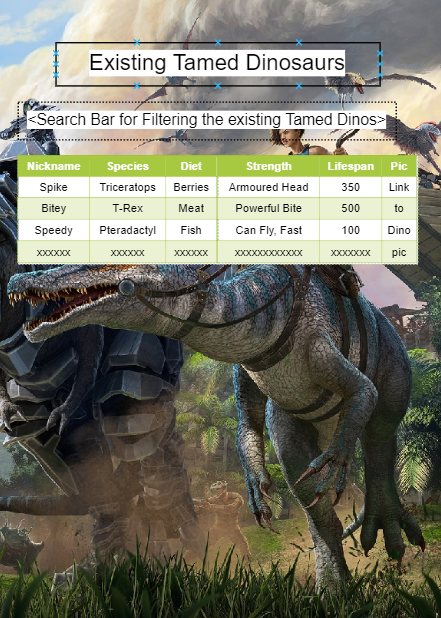 Existing Tamed Dinosaurs
<Search Bar for Filtering the existing Tamed Dinos>
Nickname Species Diet Strength Lifespan Pic
Spike Triceratops Berries Armoured Head 350 Link
Bitey T-Rex Meat Powerful Bite 500 to
Speedy Pteradactyl Fish Can Fly, Fast 100 Dino
xxxxxx xxxxxx xxxxxx xxxxxxxxxxxx xxxxxxx pic